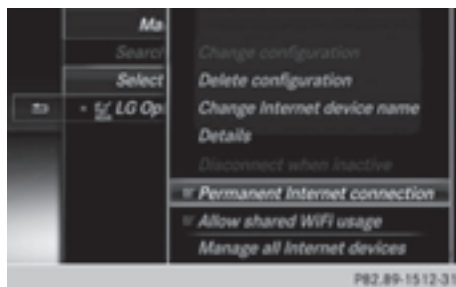 Ma
Search
Change configuration
Select
Delete configuration
LG Op
Change Internet device name
Details
Disconnect when inactive
Permanent Internet connection
Allow shared WiFi usage
Manage all Internet devices
P82.89-1512-31